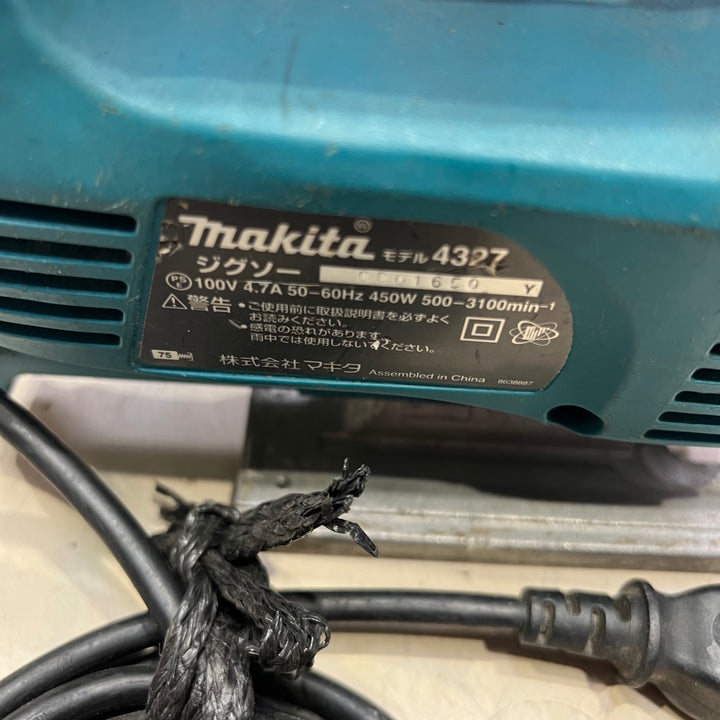 makita® モデル 4327
ジグソー Y
PSE 100V 4.7A 50-60Hz 450W 500-3100min⁻¹
⚠警告 •ご使用前に取扱説明書を必ずよく
お読みください。
•感電の恐れがあります。
雨中では使用しないでください。
75
株式会社 マキタ Assembled in China 8038887